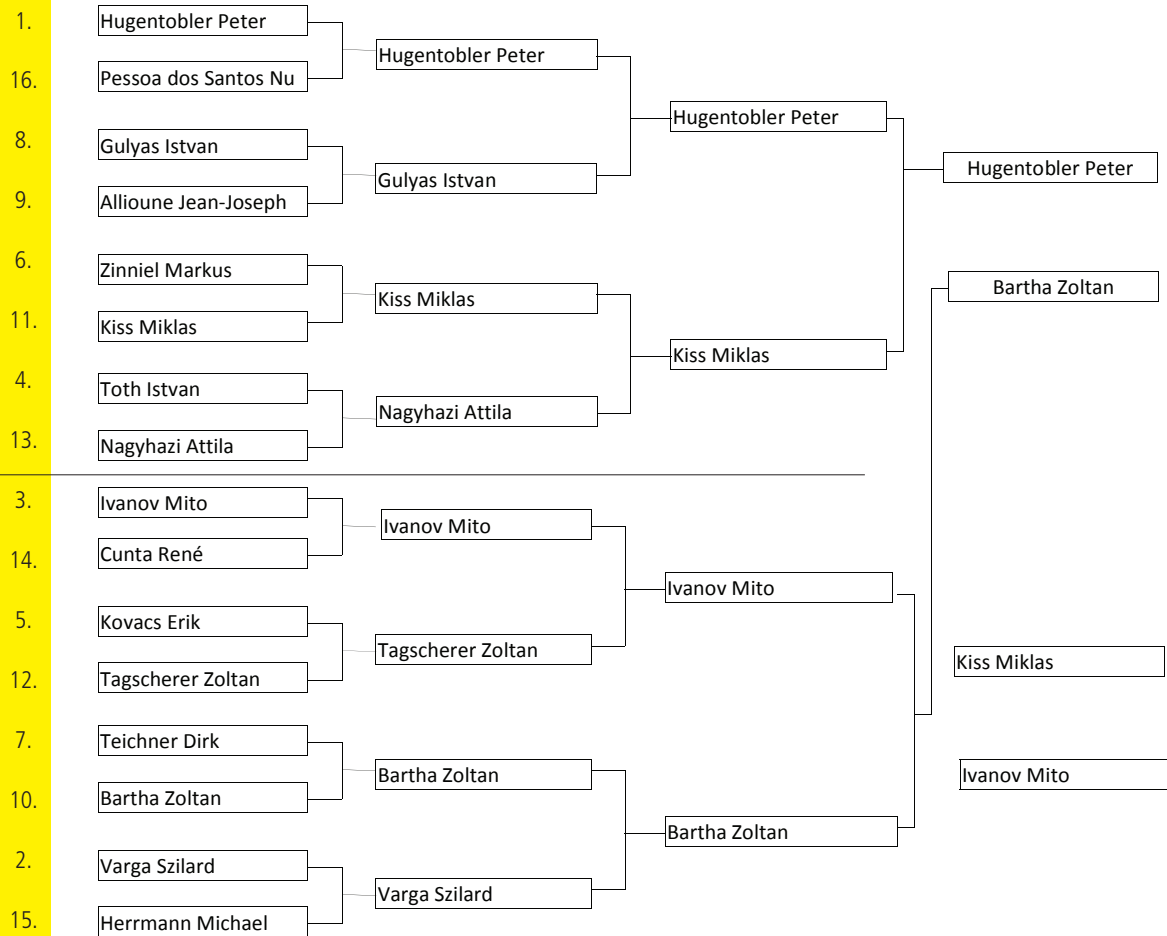 1.
Hugentobler Peter
16.
Pessoa dos Santos Nu
8.
Gulyas Istvan
9.
Allioune Jean-Joseph
6.
Zinniel Markus
11.
Kiss Miklas
4.
Toth Istvan
13.
Nagyhazi Attila
3.
Ivanov Mito
14.
Cunta René
5.
Kovacs Erik
12.
Tagscherer Zoltan
7.
Teichner Dirk
10.
Bartha Zoltan
2.
Varga Szilard
15.
Herrmann Michael
Hugentobler Peter
Gulyas Istvan
Kiss Miklas
Nagyhazi Attila
Ivanov Mito
Tagscherer Zoltan
Bartha Zoltan
Varga Szilard
Hugentobler Peter
Kiss Miklas
Ivanov Mito
Bartha Zoltan
Hugentobler Peter
Bartha Zoltan
Kiss Miklas
Ivanov Mito